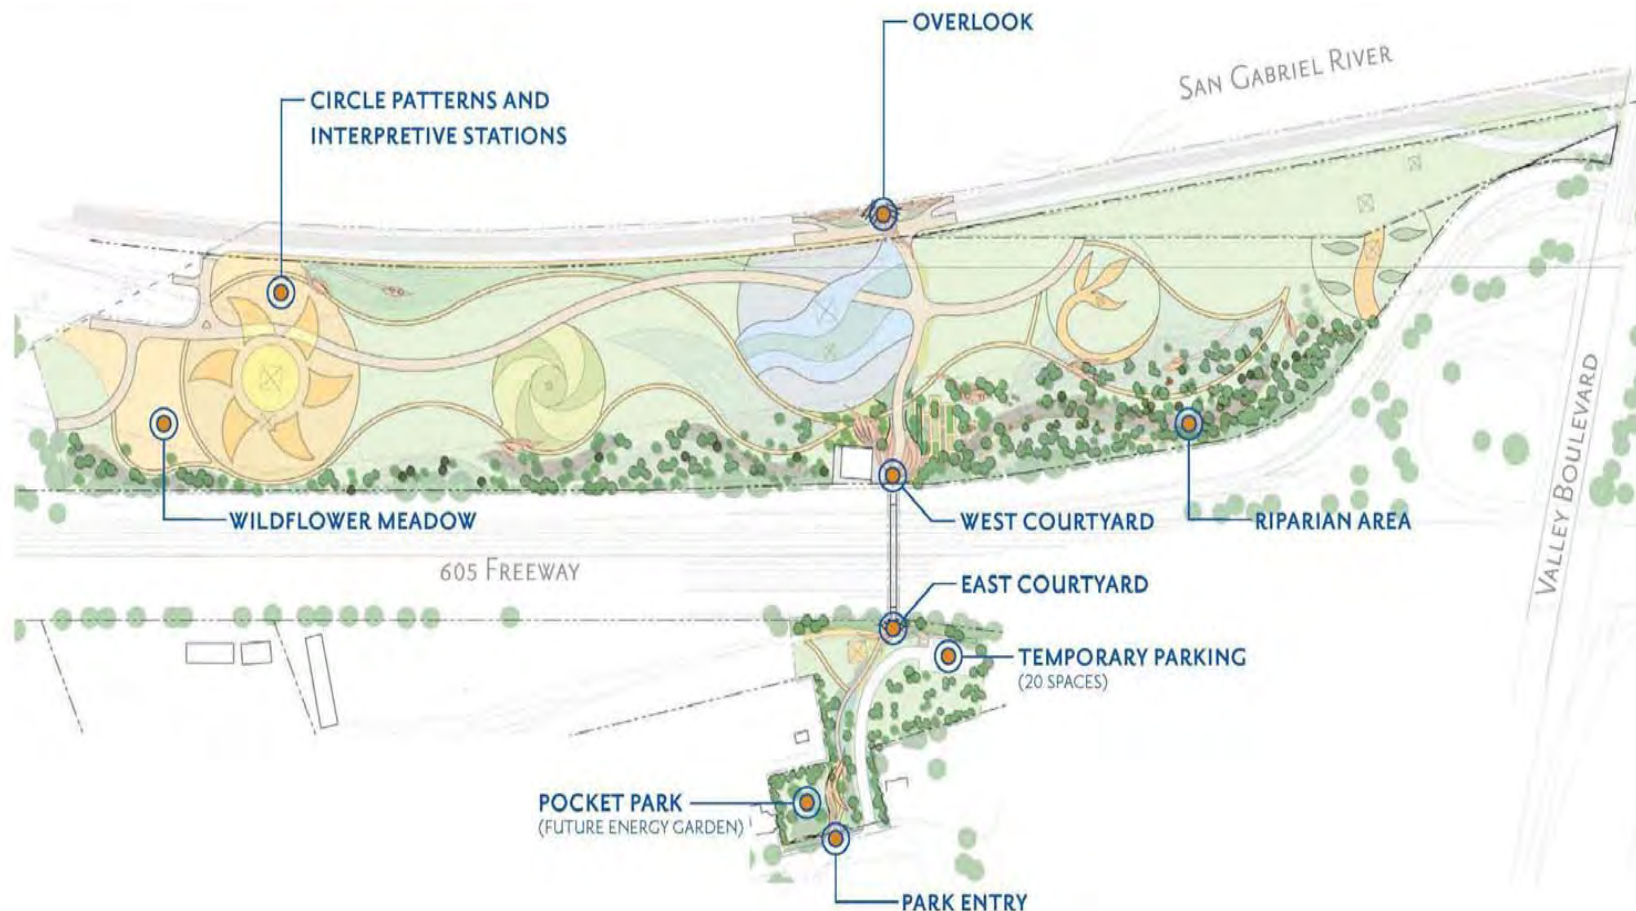 OVERLOOK
SAN GABRIEL RIVER
CIRCLE PATTERNS AND
INTERPRETIVE STATIONS
WILDFLOWER MEADOW
WEST COURTYARD
RIPARIAN AREA
VALLEY BOULEVARD
605 FREEWAY
EAST COURTYARD
TEMPORARY PARKING
(20 SPACES)
POCKET PARK
(FUTURE ENERGY GARDEN)
PARK ENTRY